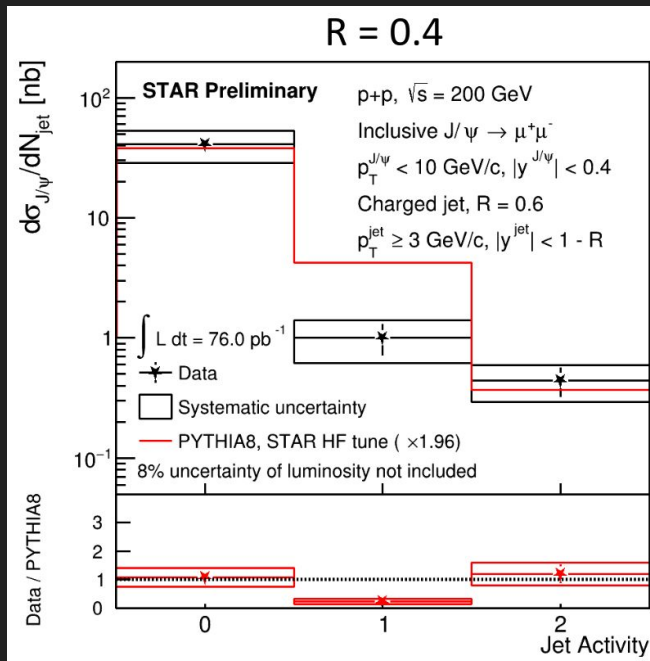 R = 0.4
dσ_{J/ψ}/dN_{jet} [nb]
STAR Preliminary
p+p, √s = 200 GeV
Inclusive J/ψ → μ⁺μ⁻
p_T^{J/ψ} < 10 GeV/c, |y^{J/ψ}| < 0.4
Charged jet, R = 0.6
p_T^{jet} ≥ 3 GeV/c, |y^{jet}| < 1 - R
10²
10
1
10⁻¹
∫ L dt = 76.0 pb⁻¹
Data
Systematic uncertainty
PYTHIA8, STAR HF tune ( ×1.96)
8% uncertainty of luminosity not included
Data / PYTHIA8
3
2
1
0
0 1 2
Jet Activity